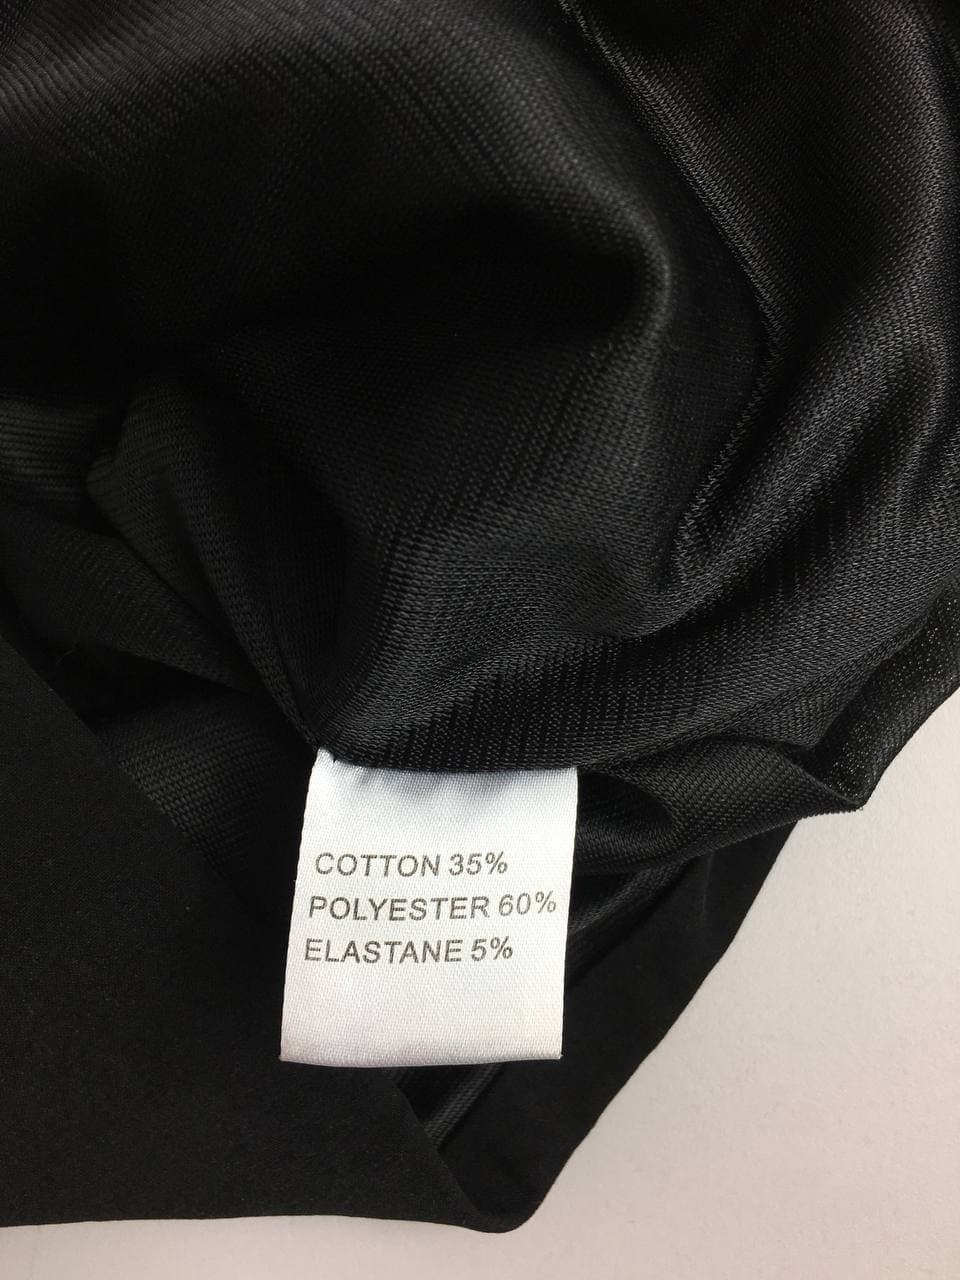 COTTON 35%
POLYESTER 60%
ELASTANE 5%